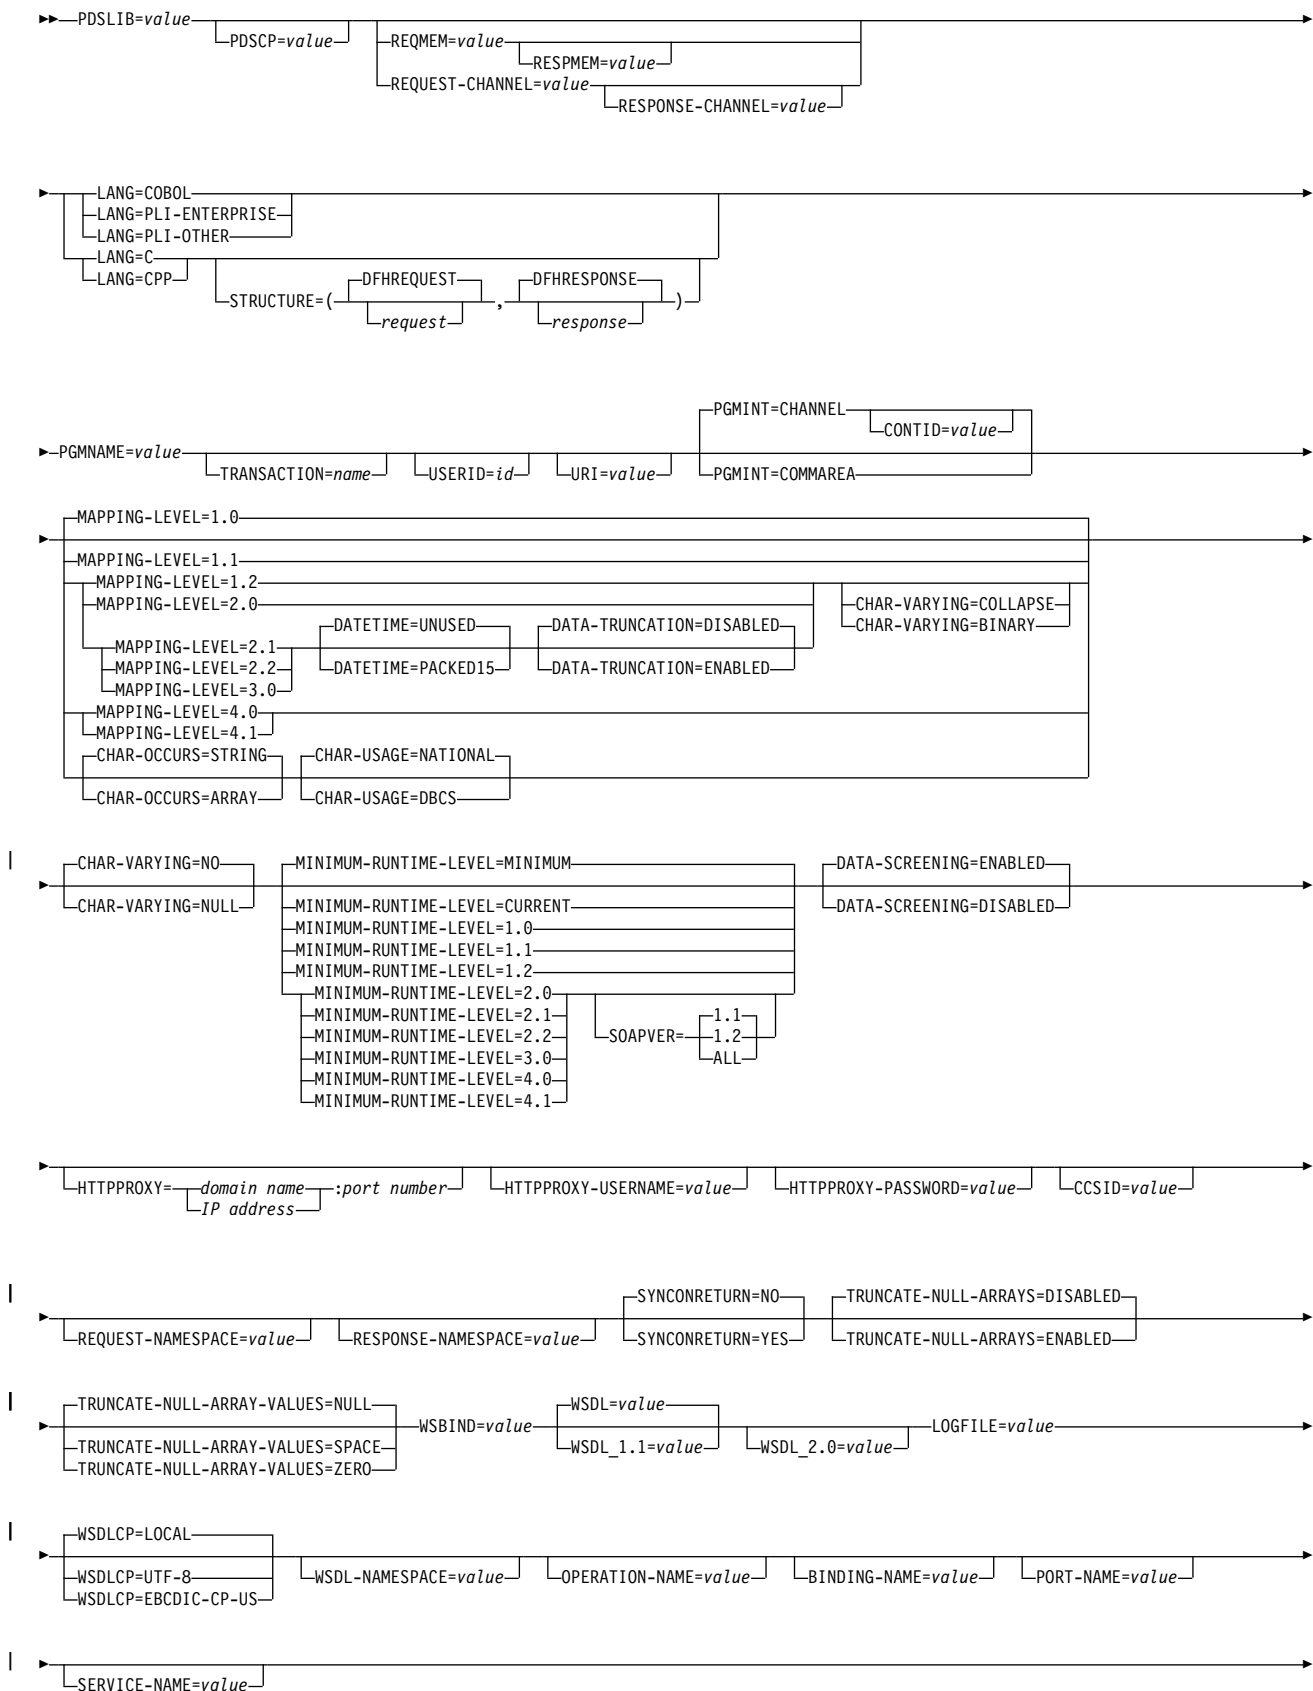 PDSLIB=value
PDSCP=value
REQMEM=value
RESPMEM=value
REQUEST-CHANNEL=value
RESPONSE-CHANNEL=value
LANG=COBOL
LANG=PLI-ENTERPRISE
LANG=PLI-OTHER
LANG=C
LANG=CPP
STRUCTURE=( DFHREQUEST , DFHRESPONSE )
request response
PGMNAME=value
TRANSACTION=name
USERID=id
URI=value
PGMINT=CHANNEL
CONTID=value
PGMINT=COMMAREA
MAPPING-LEVEL=1.0
MAPPING-LEVEL=1.1
MAPPING-LEVEL=1.2
MAPPING-LEVEL=2.0
MAPPING-LEVEL=2.1
MAPPING-LEVEL=2.2
MAPPING-LEVEL=3.0
DATETIME=UNUSED
DATETIME=PACKED15
DATA-TRUNCATION=DISABLED
DATA-TRUNCATION=ENABLED
CHAR-VARYING=COLLAPSE
CHAR-VARYING=BINARY
MAPPING-LEVEL=4.0
MAPPING-LEVEL=4.1
CHAR-OCCURS=STRING
CHAR-OCCURS=ARRAY
CHAR-USAGE=NATIONAL
CHAR-USAGE=DBCS
CHAR-VARYING=NO
CHAR-VARYING=NULL
MINIMUM-RUNTIME-LEVEL=MINIMUM
MINIMUM-RUNTIME-LEVEL=CURRENT
MINIMUM-RUNTIME-LEVEL=1.0
MINIMUM-RUNTIME-LEVEL=1.1
MINIMUM-RUNTIME-LEVEL=1.2
MINIMUM-RUNTIME-LEVEL=2.0
MINIMUM-RUNTIME-LEVEL=2.1
MINIMUM-RUNTIME-LEVEL=2.2
MINIMUM-RUNTIME-LEVEL=3.0
MINIMUM-RUNTIME-LEVEL=4.0
MINIMUM-RUNTIME-LEVEL=4.1
SOAPVER=
1.1
1.2
ALL
DATA-SCREENING=ENABLED
DATA-SCREENING=DISABLED
HTTPPROXY= domain name :port number
IP address
HTTPPROXY-USERNAME=value
HTTPPROXY-PASSWORD=value
CCSID=value
REQUEST-NAMESPACE=value
RESPONSE-NAMESPACE=value
SYNCONRETURN=NO
SYNCONRETURN=YES
TRUNCATE-NULL-ARRAYS=DISABLED
TRUNCATE-NULL-ARRAYS=ENABLED
TRUNCATE-NULL-ARRAY-VALUES=NULL
TRUNCATE-NULL-ARRAY-VALUES=SPACE
TRUNCATE-NULL-ARRAY-VALUES=ZERO
WSBIND=value
WSDL=value
WSDL_1.1=value
WSDL_2.0=value
LOGFILE=value
WSDLCP=LOCAL
WSDLCP=UTF-8
WSDLCP=EBCDIC-CP-US
WSDL-NAMESPACE=value
OPERATION-NAME=value
BINDING-NAME=value
PORT-NAME=value
SERVICE-NAME=value